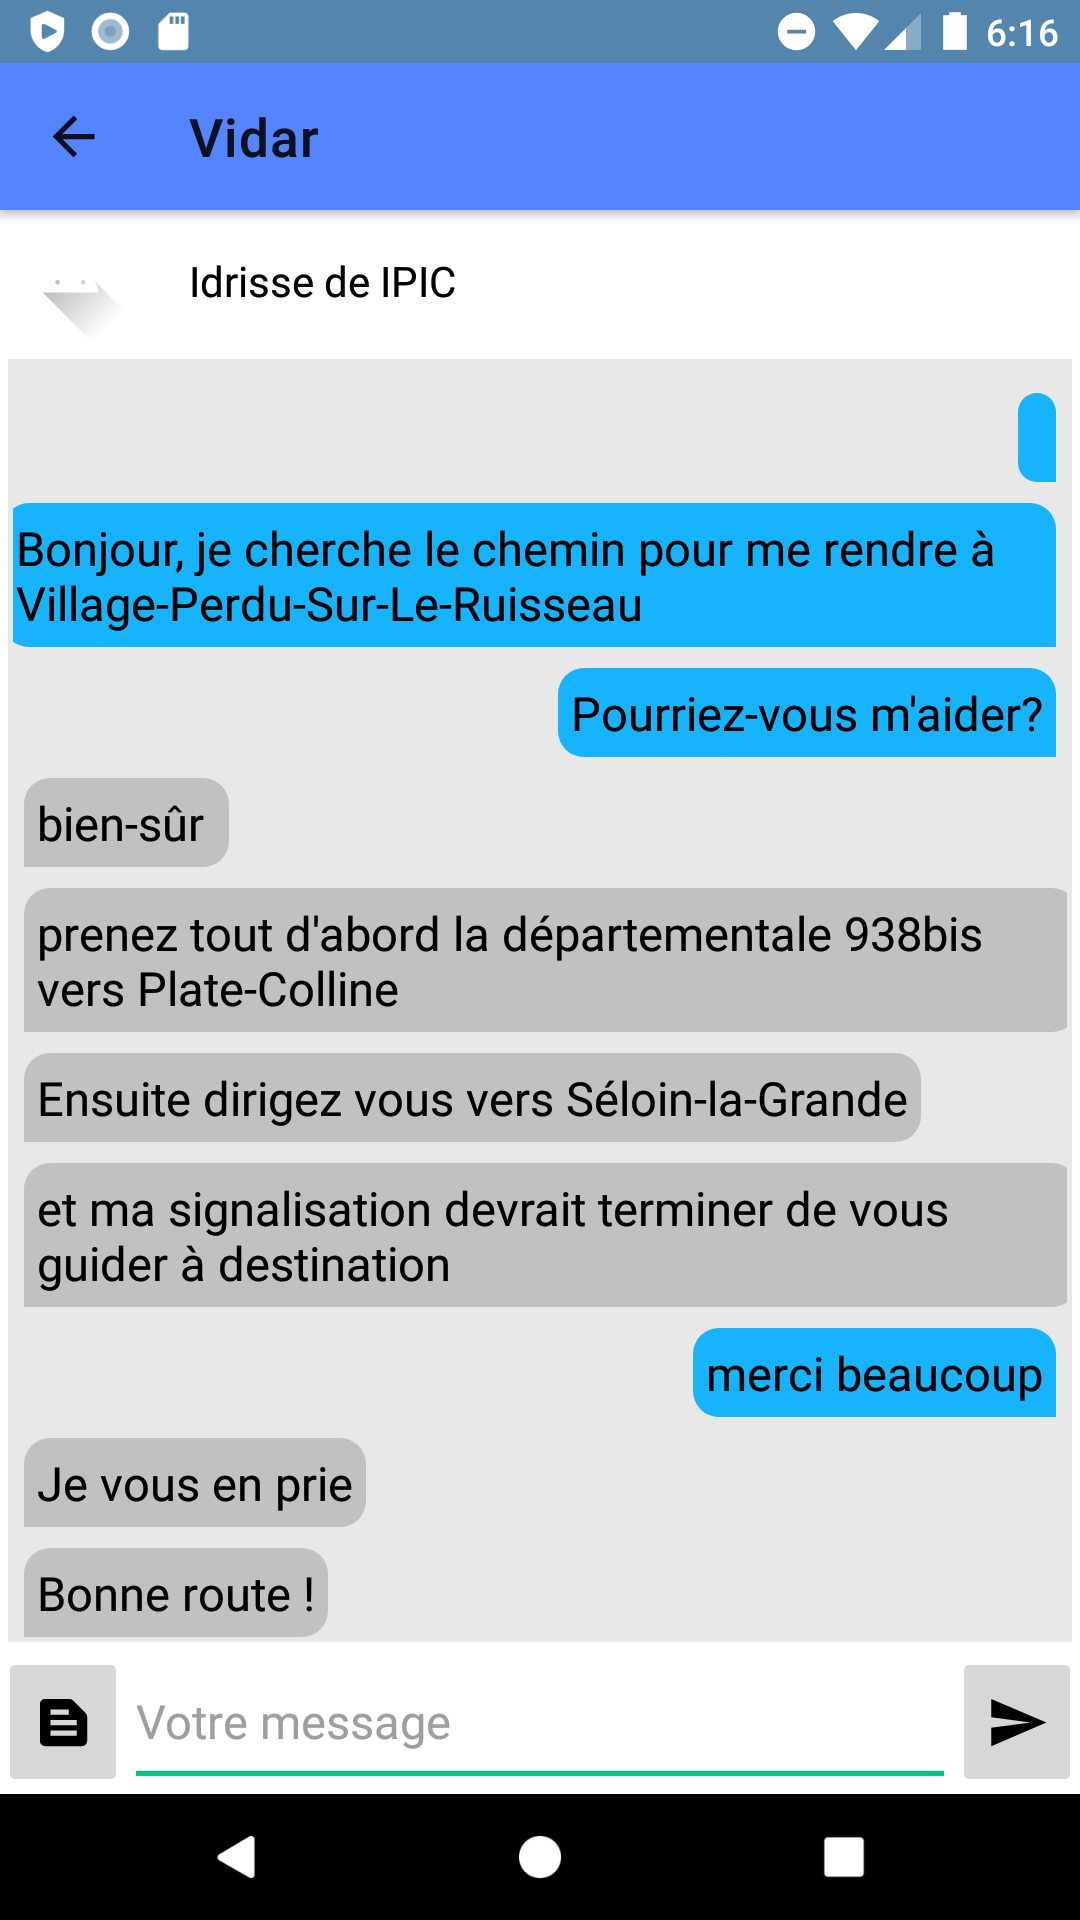 6:16
Vidar
Idrisse de IPIC
Bonjour, je cherche le chemin pour me rendre à
Village-Perdu-Sur-Le-Ruisseau
Pourriez-vous m'aider?
bien-sûr
prenez tout d'abord la départementale 938bis
vers Plate-Colline
Ensuite dirigez vous vers Séloin-la-Grande
et ma signalisation devrait terminer de vous
guider à destination
merci beaucoup
Je vous en prie
Bonne route !
Votre message